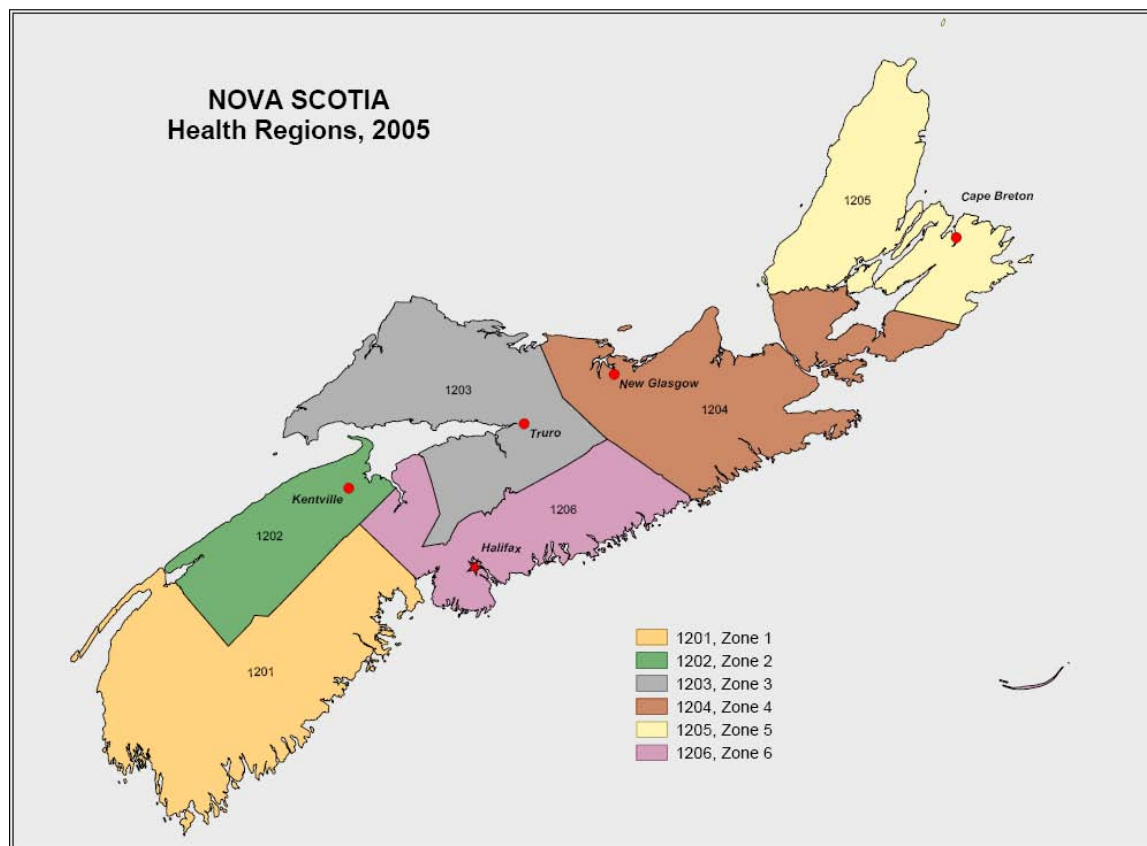 NOVA SCOTIA
Health Regions, 2005
1205
Cape Breton
1203
New Glasgow
1204
Truro
Kentville
1206
1202
Halifax
1201
1201, Zone 1
1202, Zone 2
1203, Zone 3
1204, Zone 4
1205, Zone 5
1206, Zone 6